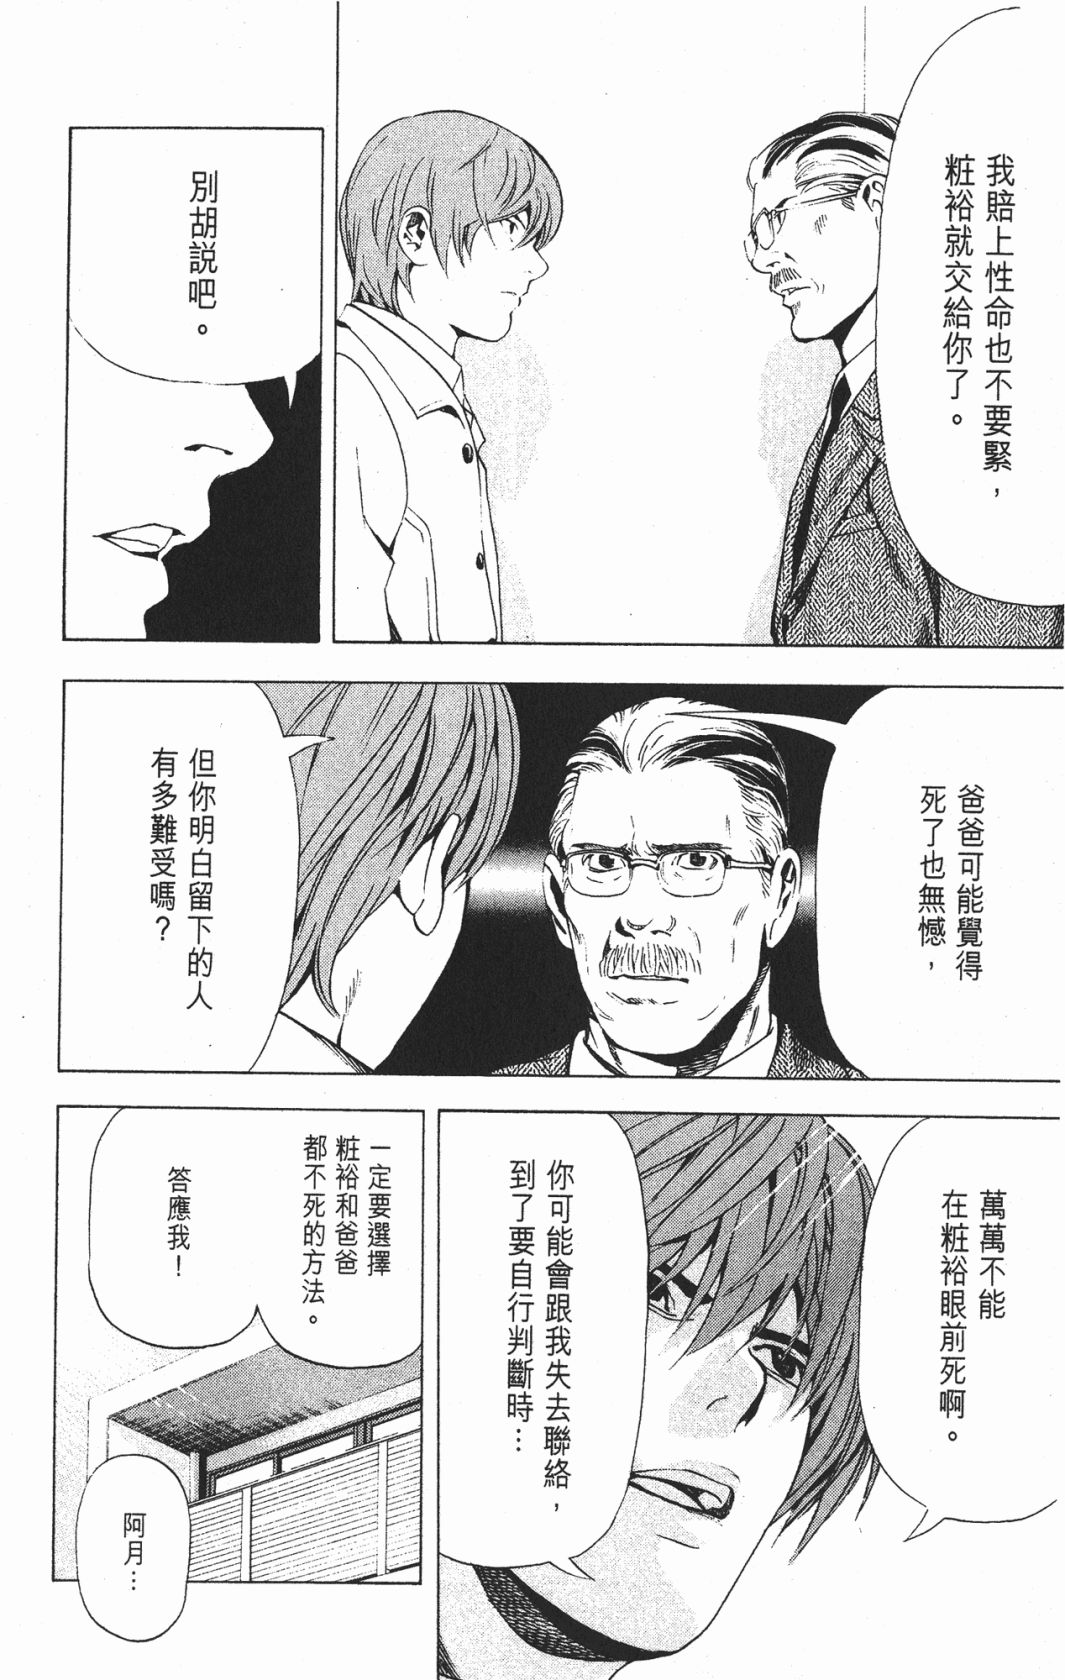 我賠上性命也不要緊，
粧裕就交給你了。
別胡說吧。
爸爸可能覺得
死了也無憾，
但你明白留下的人
有多難受嗎？
萬萬不能
在粧裕眼前死啊。
你可能會跟我失去聯絡，
到了要自行判斷時…
一定要選擇
粧裕和爸爸
都不死的方法。
答應我！
阿月…